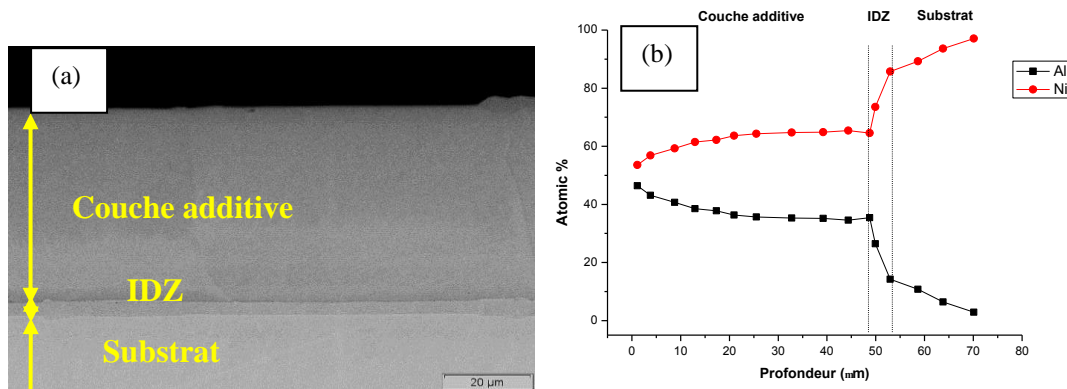 (a)
Couche additive
IDZ
Substrat
20 µm
Couche additive IDZ Substrat
(b)
Al
Ni
100
80
60
40
20
0
Atomic %
0 10 20 30 40 50 60 70 80
Profondeur (mm)